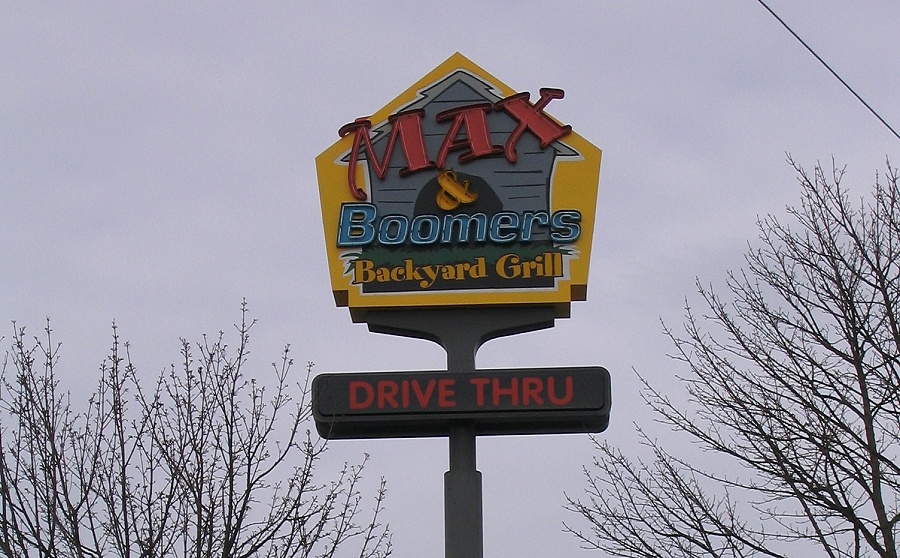 MAX
&
Boomers
Backyard Grill
DRIVE THRU